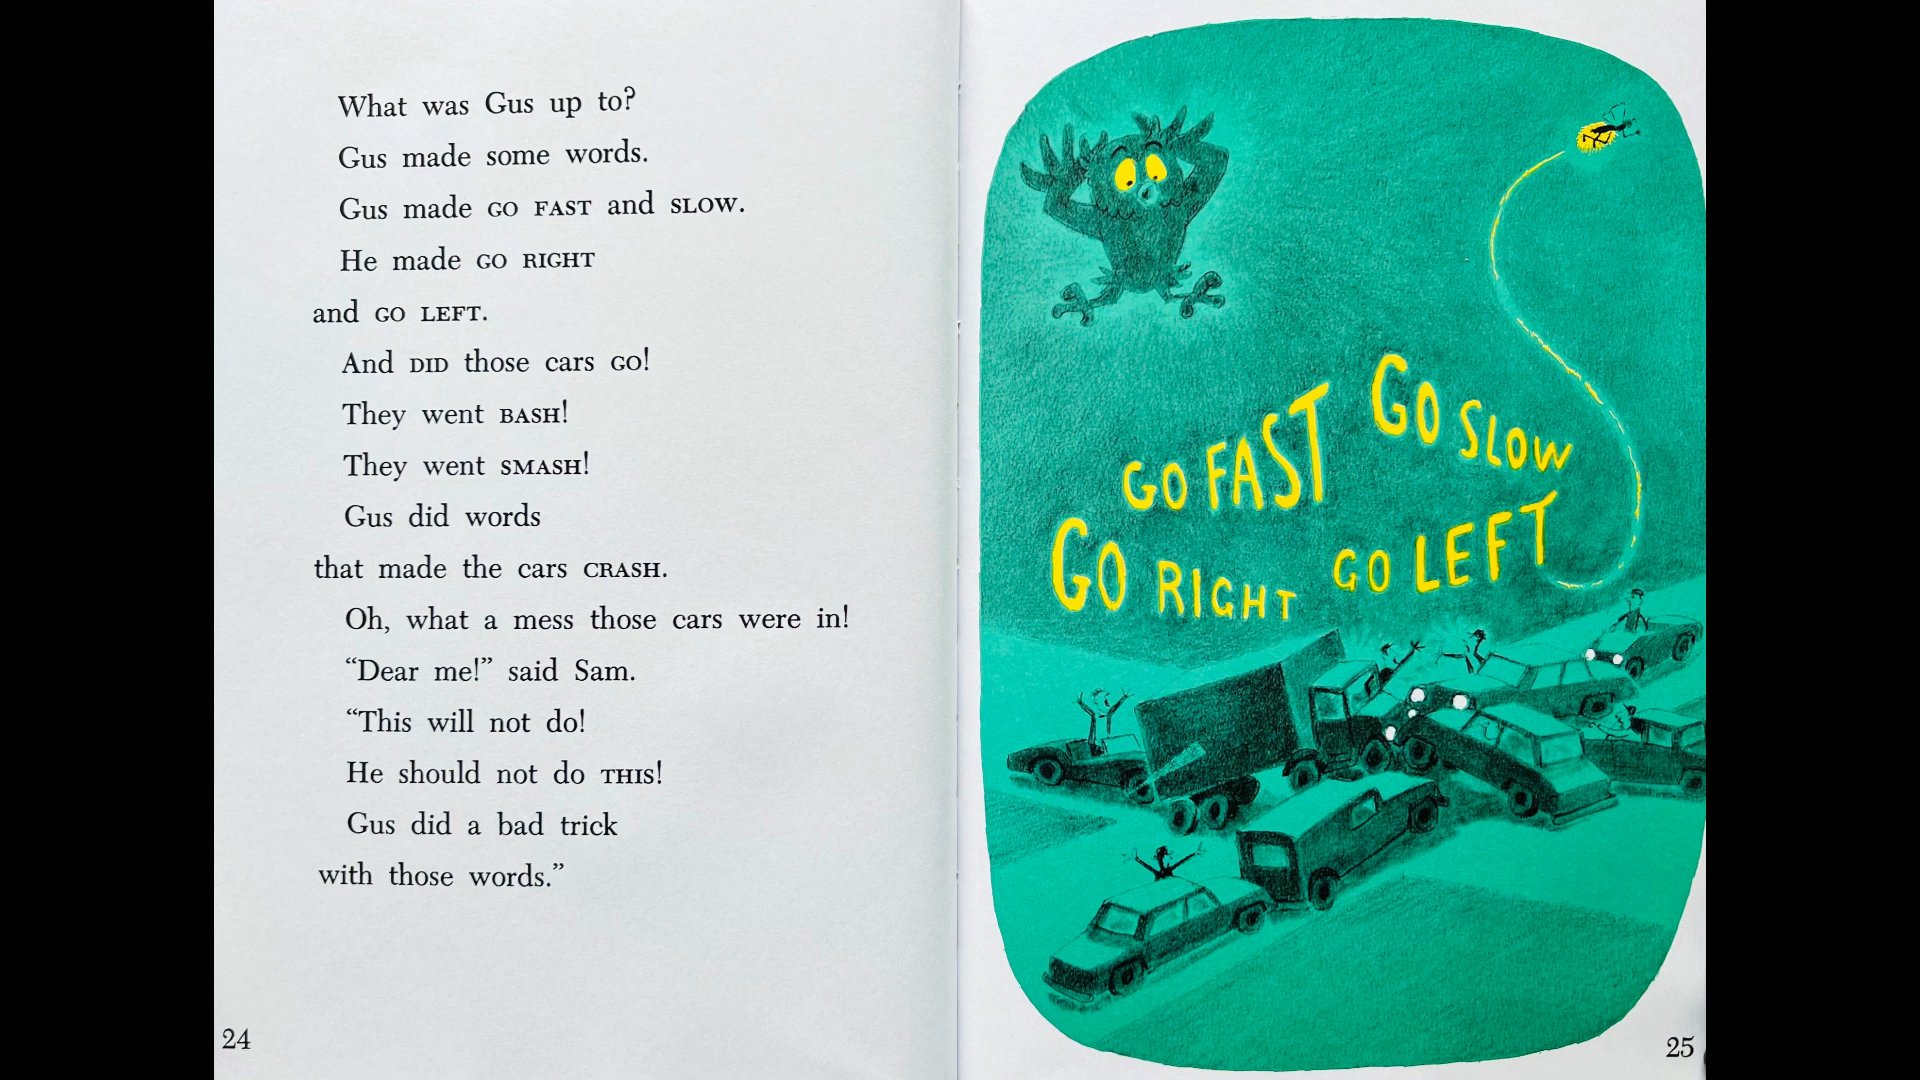 What was Gus up to?
Gus made some words.
Gus made GO FAST and SLOW.
He made GO RIGHT
and GO LEFT.
And DID those cars GO!
They went BASH!
They went SMASH!
Gus did words
that made the cars CRASH.
Oh, what a mess those cars were in!
“Dear me!” said Sam.
“This will not do!
He should not do THIS!
Gus did a bad trick
with those words.”
24
GO FAST GO SLOW
GO RIGHT GO LEFT
25